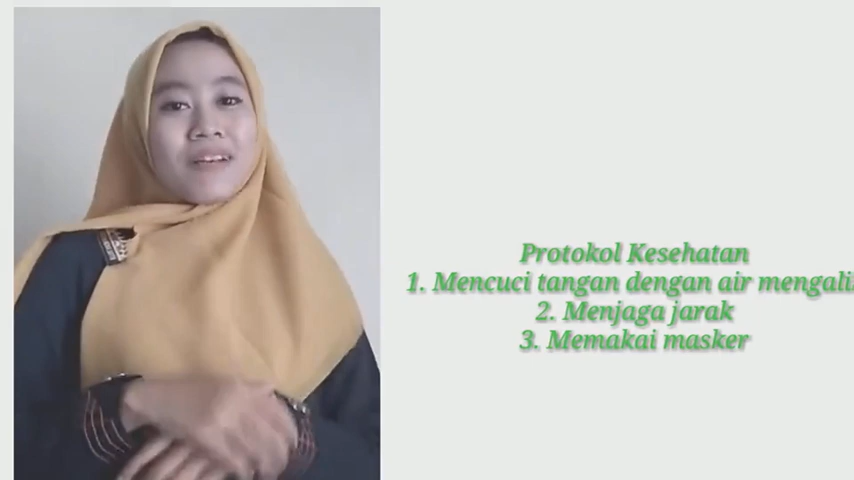 Protokol Kesehatan
1. Mencuci tangan dengan air mengali
2. Menjaga jarak
3. Memakai masker